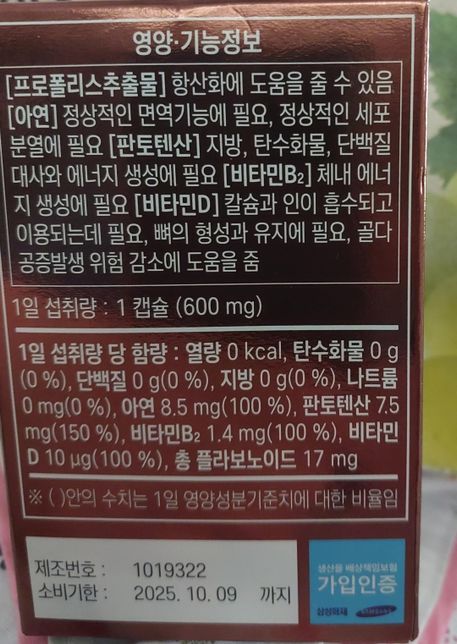 영양·기능정보
[프로폴리스추출물] 항산화에 도움을 줄 수 있음
[아연] 정상적인 면역기능에 필요, 정상적인 세포
분열에 필요 [판토텐산] 지방, 탄수화물, 단백질
대사와 에너지 생성에 필요 [비타민B₂] 체내 에너
지 생성에 필요 [비타민D] 칼슘과 인이 흡수되고
이용되는데 필요, 뼈의 형성과 유지에 필요, 골다
공증발생 위험 감소에 도움을 줌
1일 섭취량 : 1 캡슐 (600 mg)
1일 섭취량 당 함량 : 열량 0 kcal, 탄수화물 0 g
(0 %), 단백질 0 g(0 %), 지방 0 g(0 %), 나트륨
0 mg(0 %), 아연 8.5 mg(100 %), 판토텐산 7.5
mg(150 %), 비타민B₂ 1.4 mg(100 %), 비타민
D 10 µg(100 %), 총 플라보노이드 17 mg
※ ( )안의 수치는 1일 영양성분기준치에 대한 비율임
제조번호 : 1019322
소비기한 : 2025. 10. 09 까지
생산물 배상책임보험
가입인증
삼성화재 SAMSUNG